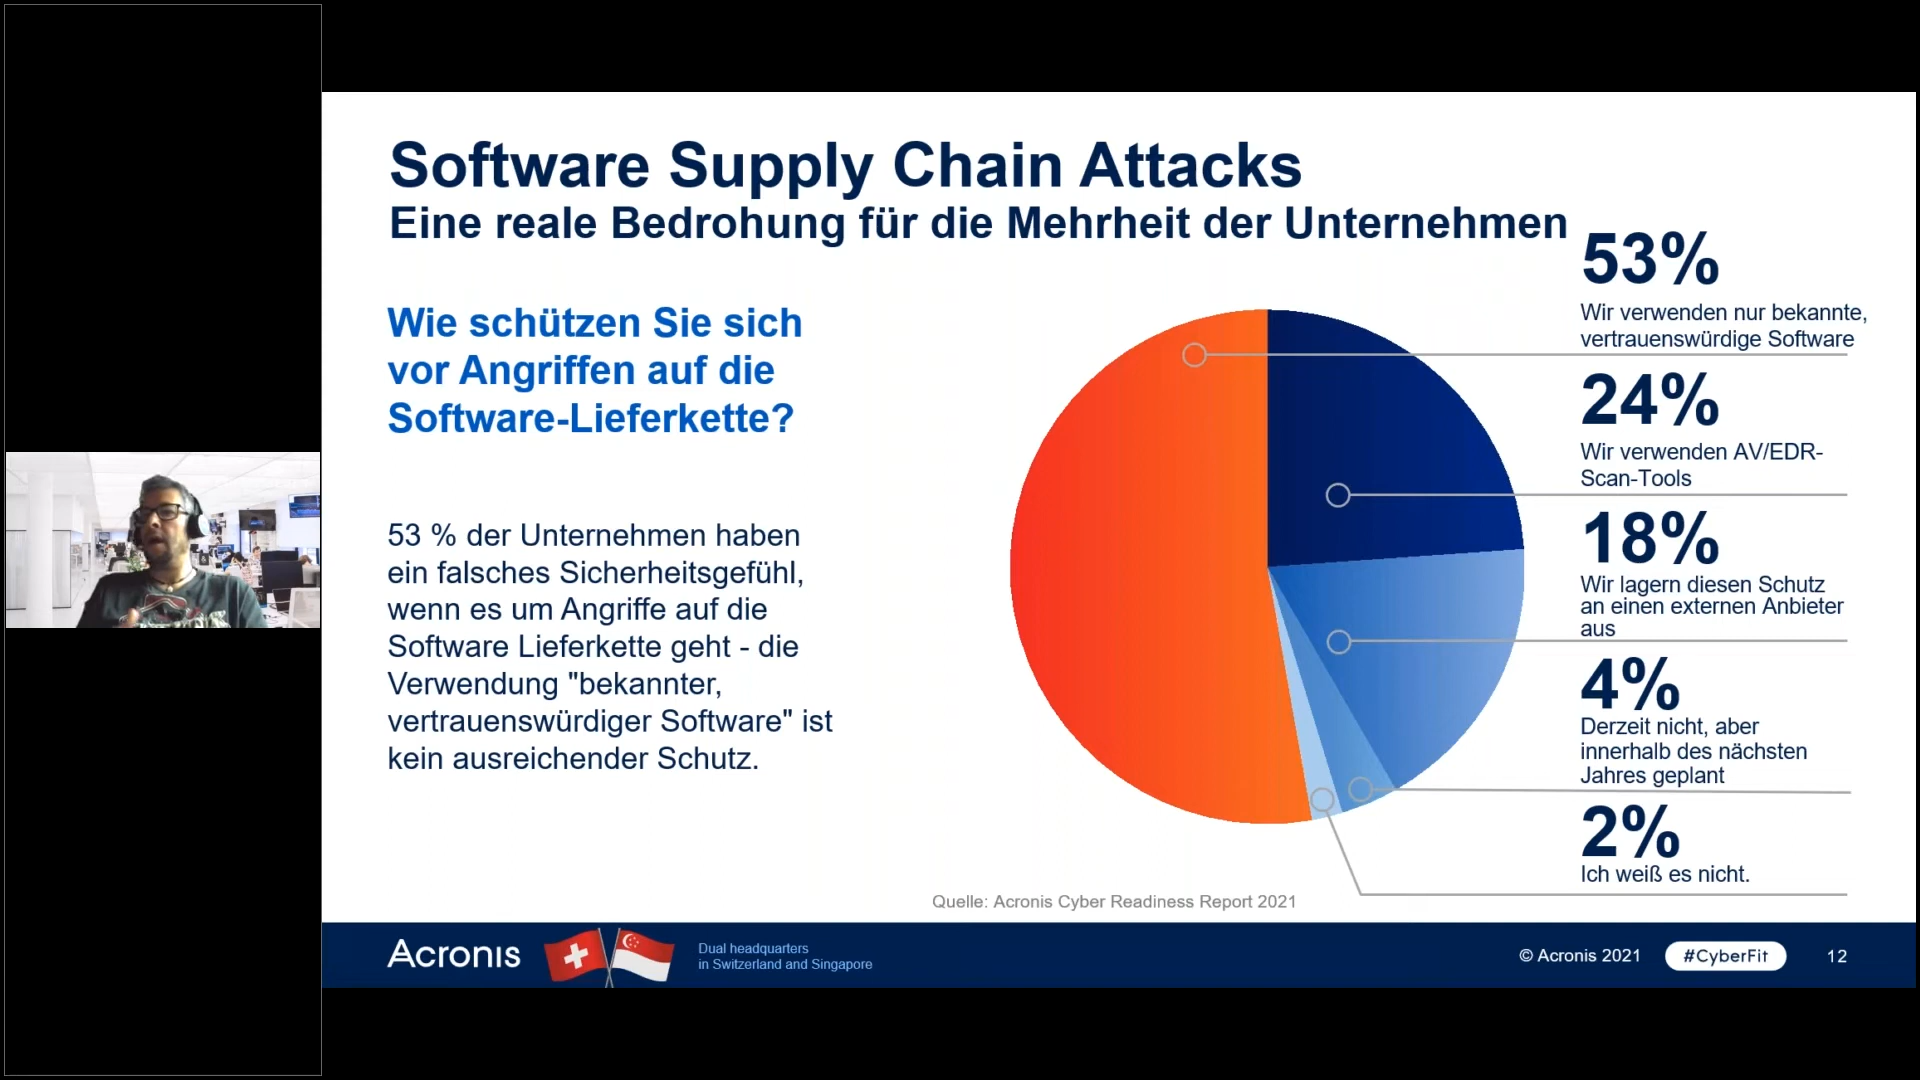 Software Supply Chain Attacks
Eine reale Bedrohung für die Mehrheit der Unternehmen
Wie schützen Sie sich
vor Angriffen auf die
Software-Lieferkette?
53 % der Unternehmen haben
ein falsches Sicherheitsgefühl,
wenn es um Angriffe auf die
Software Lieferkette geht - die
Verwendung "bekannter,
vertrauenswürdiger Software" ist
kein ausreichender Schutz.
53%
Wir verwenden nur bekannte,
vertrauenswürdige Software
24%
Wir verwenden AV/EDR-
Scan-Tools
18%
Wir lagern diesen Schutz
an einen externen Anbieter
aus
4%
Derzeit nicht, aber
innerhalb des nächsten
Jahres geplant
2%
Ich weiß es nicht.
Quelle: Acronis Cyber Readiness Report 2021
Acronis
Dual headquarters
in Switzerland and Singapore
© Acronis 2021
#CyberFit
12